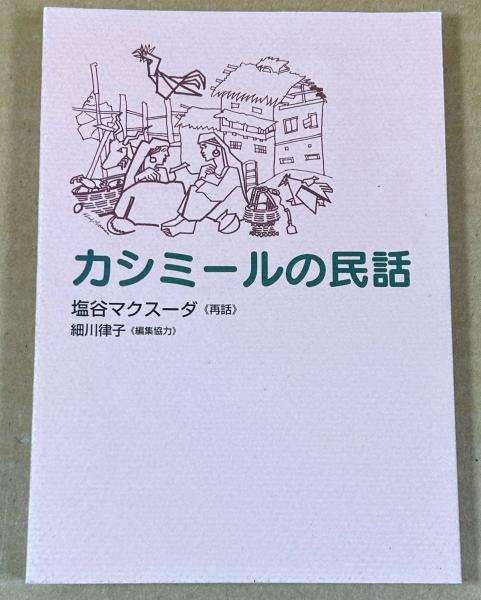 カシミールの民話
塩谷マクスーダ《再話》
細川律子《編集協力》